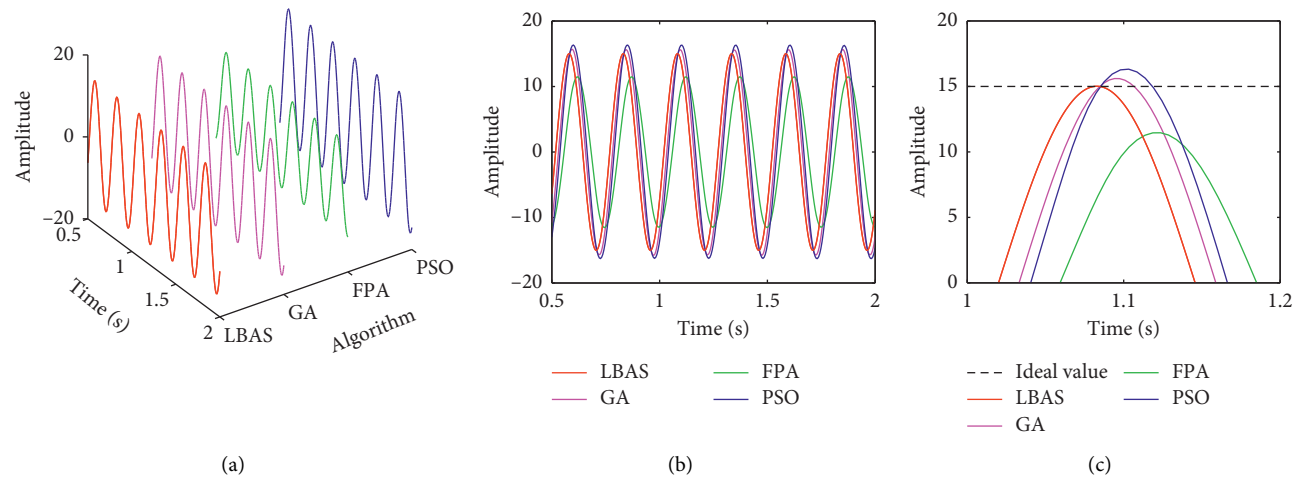 20
0
−20
Amplitude
0.5
1
1.5
2
Time (s)
LBAS
GA
FPA
PSO
Algorithm
(a)
20
10
0
−10
−20
Amplitude
0.5
1
1.5
2
Time (s)
LBAS
FPA
GA
PSO
(b)
20
15
10
5
0
Amplitude
1
1.1
1.2
Time (s)
Ideal value
FPA
LBAS
PSO
GA
(c)